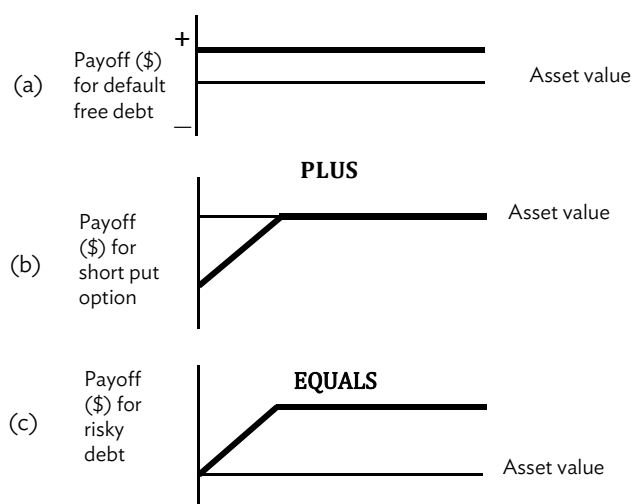 +
Payoff ($)
for default
free debt
(a)
Asset value
—
PLUS
Payoff
($) for
short put
option
(b)
Asset value
EQUALS
Payoff
($) for
risky
debt
(c)
Asset value